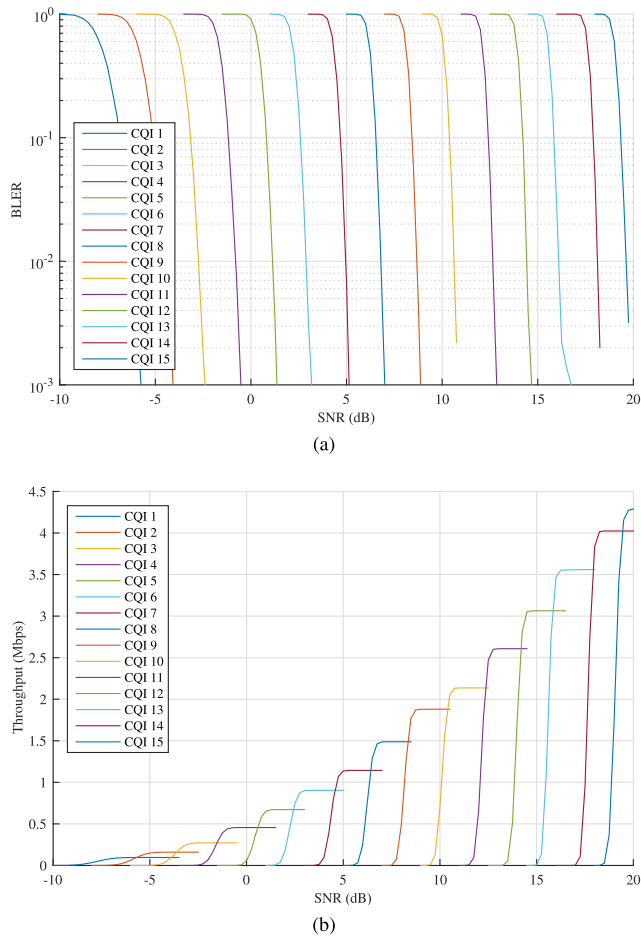 10^0
10^-1
10^-2
10^-3
BLER
CQI 1
CQI 2
CQI 3
CQI 4
CQI 5
CQI 6
CQI 7
CQI 8
CQI 9
CQI 10
CQI 11
CQI 12
CQI 13
CQI 14
CQI 15
-10 -5 0 5 10 15 20
SNR (dB)
(a)
4.5
4
3.5
3
2.5
2
1.5
1
0.5
0
Throughput (Mbps)
CQI 1
CQI 2
CQI 3
CQI 4
CQI 5
CQI 6
CQI 7
CQI 8
CQI 9
CQI 10
CQI 11
CQI 12
CQI 13
CQI 14
CQI 15
-10 -5 0 5 10 15 20
SNR (dB)
(b)